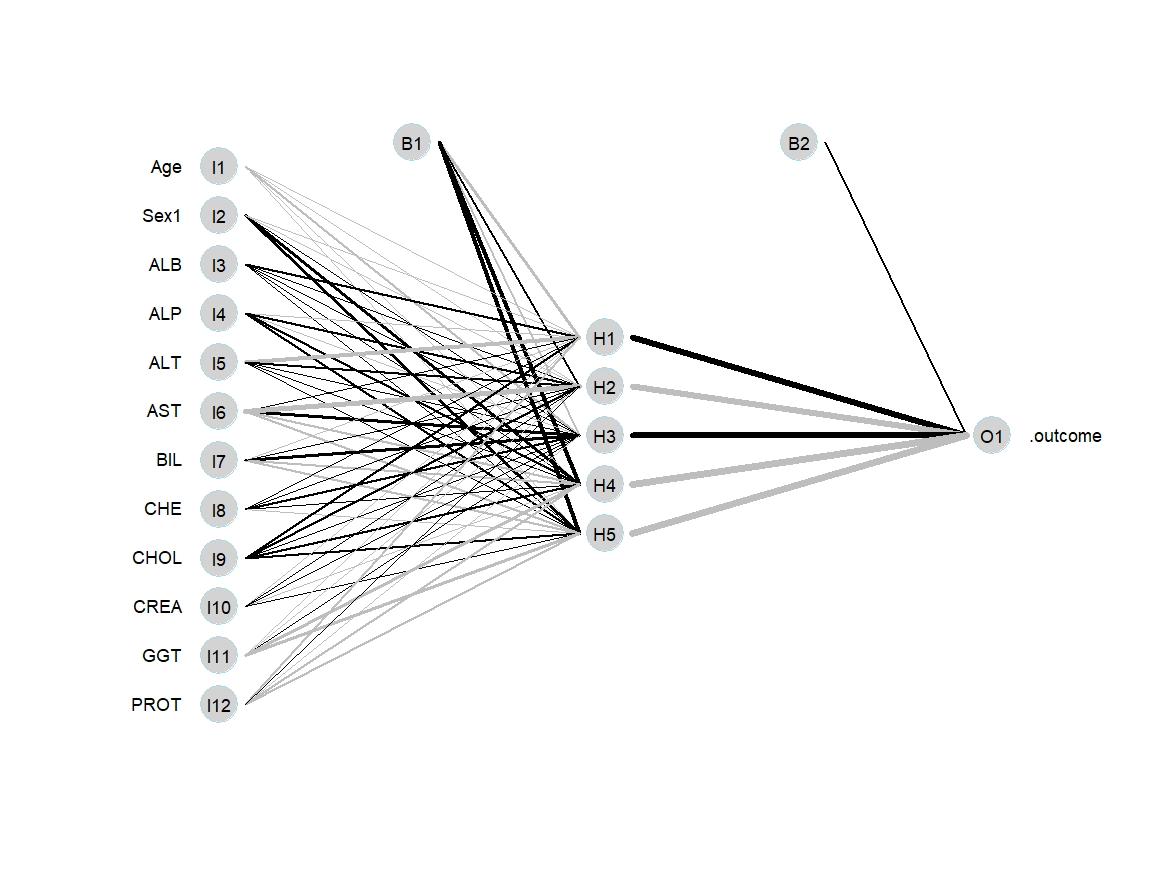 B1
B2
Age I1
Sex1 I2
ALB I3
ALP I4
ALT I5
AST I6
BIL I7
CHE I8
CHOL I9
CREA I10
GGT I11
PROT I12
H1
H2
H3
H4
H5
O1 .outcome